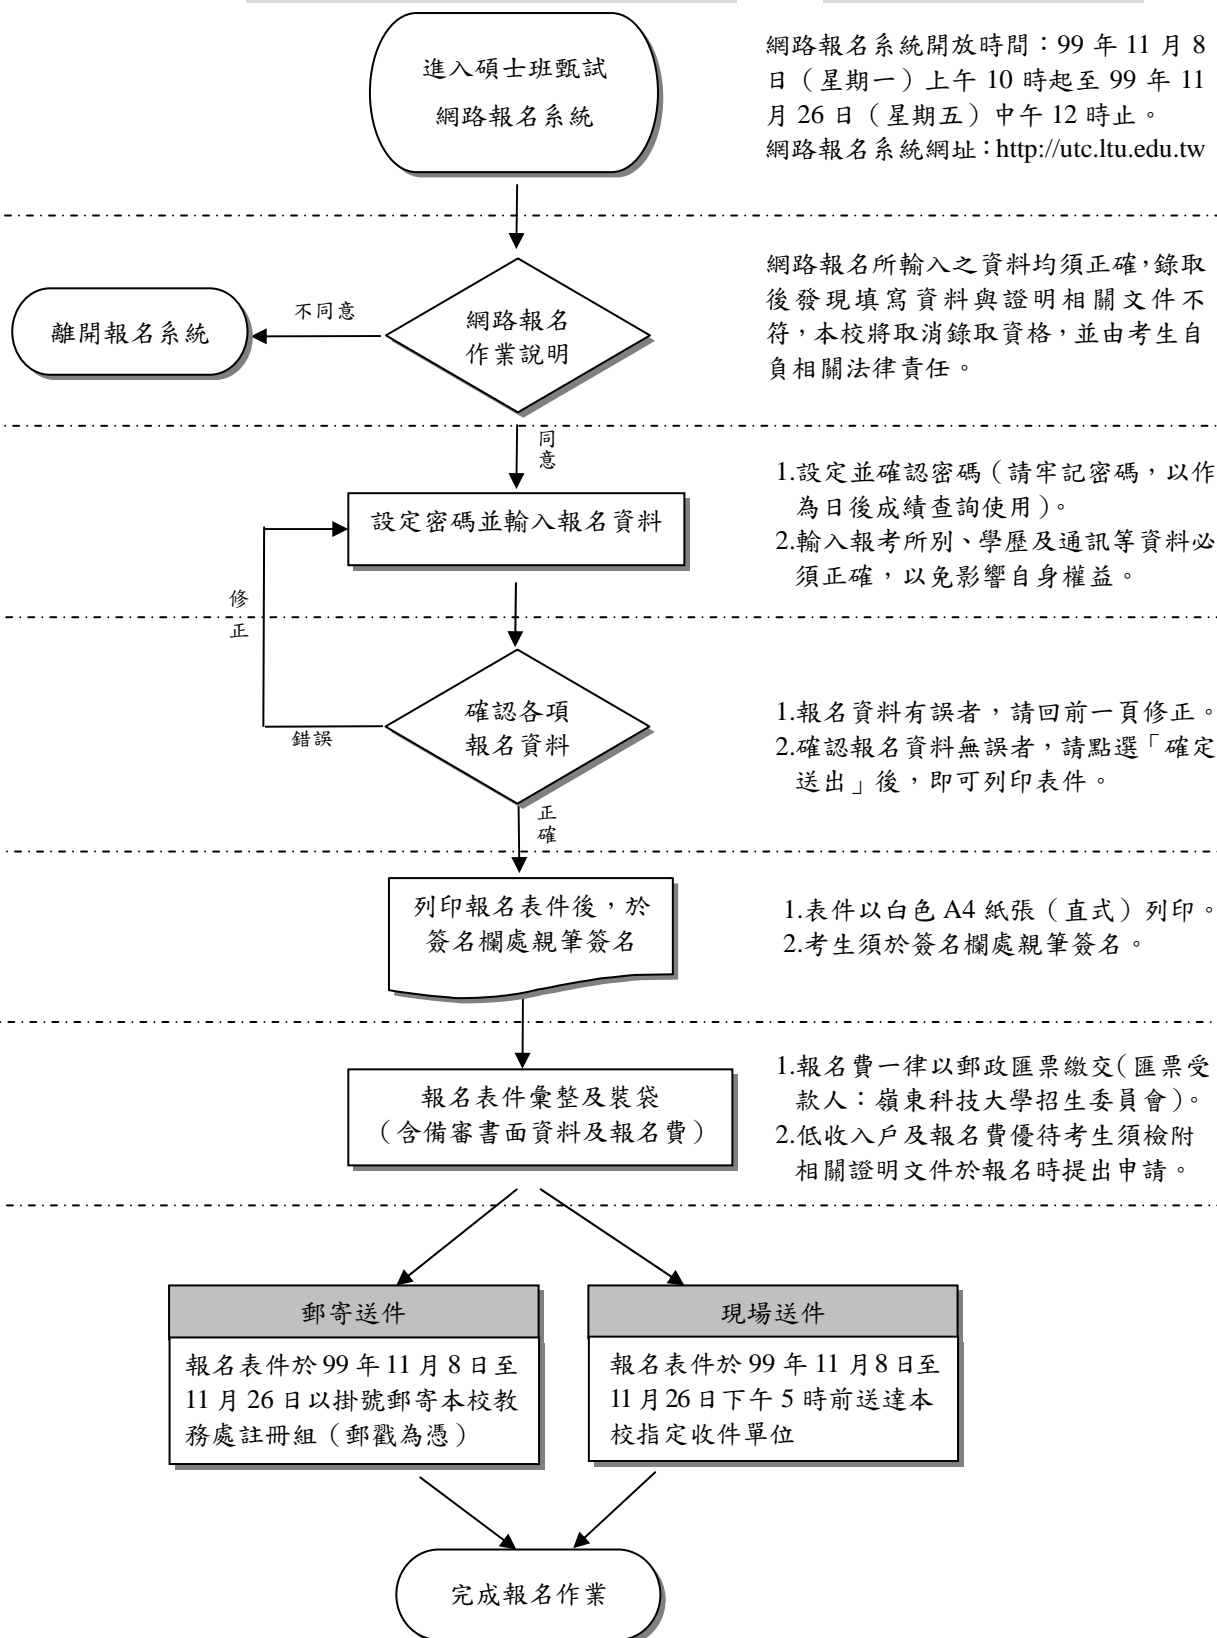 進入碩士班甄試
網路報名系統
網路報名系統開放時間：99 年 11 月 8
日（星期一）上午 10 時起至 99 年 11
月 26 日（星期五）中午 12 時止。
網路報名系統網址：http://utc.ltu.edu.tw
離開報名系統
不同意
網路報名
作業說明
網路報名所輸入之資料均須正確，錄取
後發現填寫資料與證明相關文件不
符，本校將取消錄取資格，並由考生自
負相關法律責任。
同
意
設定密碼並輸入報名資料
1.設定並確認密碼（請牢記密碼，以作
為日後成績查詢使用）。
2.輸入報考所別、學歷及通訊等資料必
須正確，以免影響自身權益。
修
正
確認各項
報名資料
錯誤
1.報名資料有誤者，請回前一頁修正。
2.確認報名資料無誤者，請點選「確定
送出」後，即可列印表件。
正
確
列印報名表件後，於
簽名欄處親筆簽名
1.表件以白色 A4 紙張（直式）列印。
2.考生須於簽名欄處親筆簽名。
報名表件彙整及裝袋
（含備審書面資料及報名費）
1.報名費一律以郵政匯票繳交（匯票受
款人：嶺東科技大學招生委員會）。
2.低收入戶及報名費優待考生須檢附
相關證明文件於報名時提出申請。
郵寄送件
報名表件於 99 年 11 月 8 日至
11 月 26 日以掛號郵寄本校教
務處註冊組（郵戳為憑）
現場送件
報名表件於 99 年 11 月 8 日至
11 月 26 日下午 5 時前送達本
校指定收件單位
完成報名作業